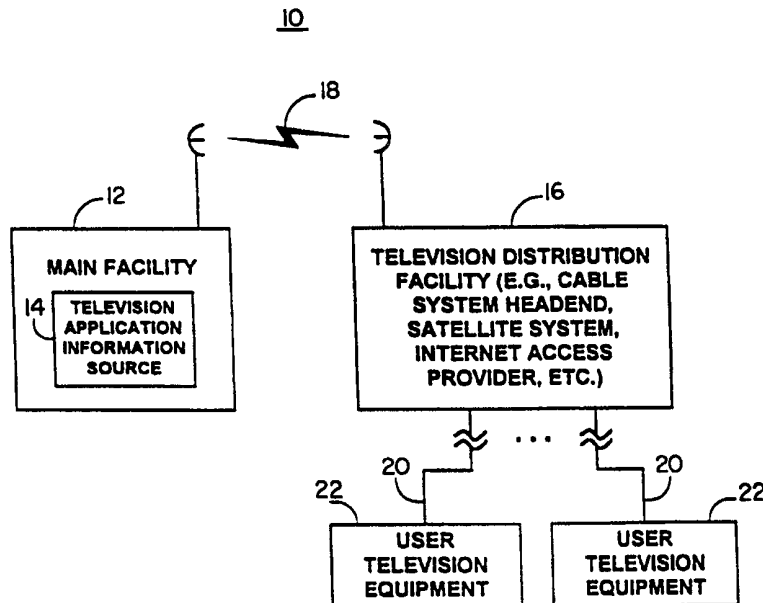 10
18
12
MAIN FACILITY
14
TELEVISION
APPLICATION
INFORMATION
SOURCE
16
TELEVISION DISTRIBUTION
FACILITY (E.G., CABLE
SYSTEM HEADEND,
SATELLITE SYSTEM,
INTERNET ACCESS
PROVIDER, ETC.)
...
20
20
22
USER
TELEVISION
EQUIPMENT
22
USER
TELEVISION
EQUIPMENT